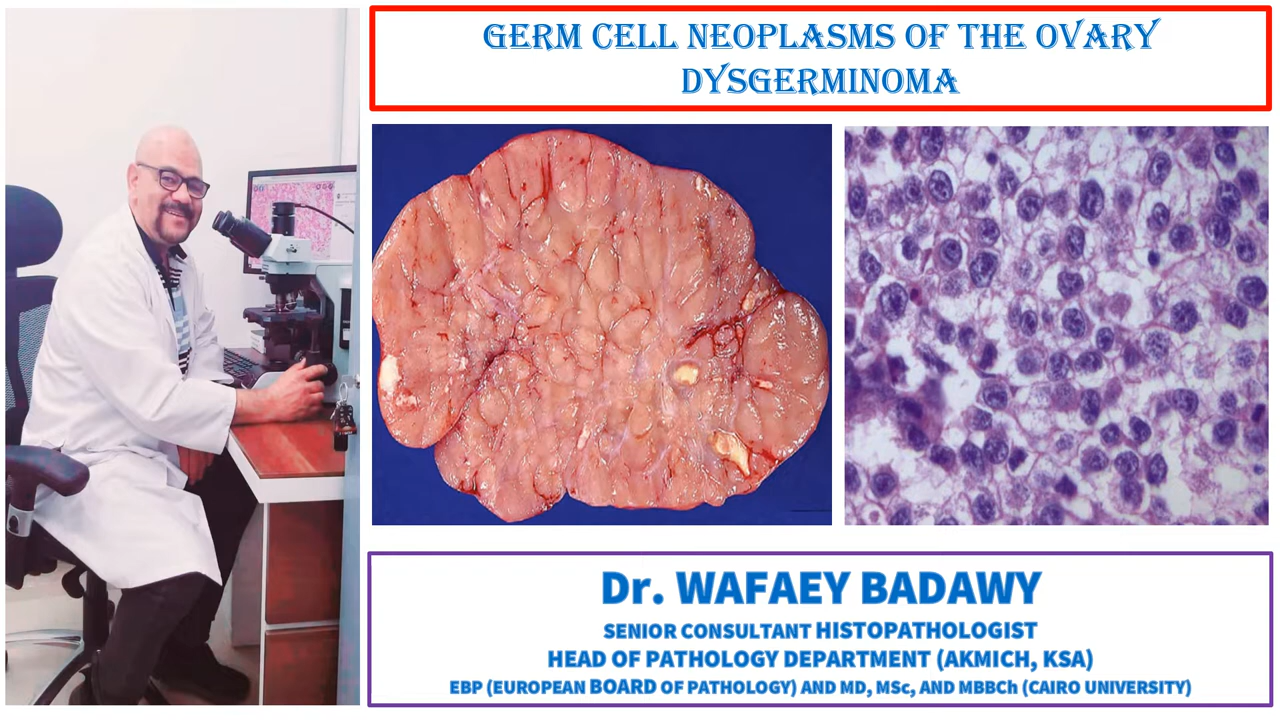 GERM CELL NEOPLASMS OF THE OVARY
DYSGERMINOMA
Dr. WAFAEY BADAWY
SENIOR CONSULTANT HISTOPATHOLOGIST
HEAD OF PATHOLOGY DEPARTMENT (AKMICH, KSA)
EBP (EUROPEAN BOARD OF PATHOLOGY) AND MD, MSc, AND MBBCh (CAIRO UNIVERSITY)